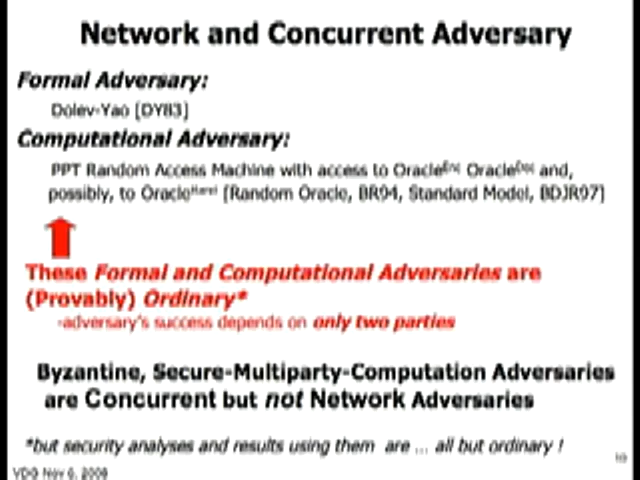 Network and Concurrent Adversary
Formal Adversary:
Dolev-Yao [DY83]
Computational Adversary:
PPT Random Access Machine with access to Oracle Oracle and,
possibly, to Oracle [Random Oracle, BR94, Standard Model, BDJR97]
These Formal and Computational Adversaries are
(Provably) Ordinary*
-adversary's success depends on only two parties
Byzantine, Secure-Multiparty-Computation Adversaries
are Concurrent but not Network Adversaries
*but security analyses and results using them are ... all but ordinary !
VDG Nov 6, 2008